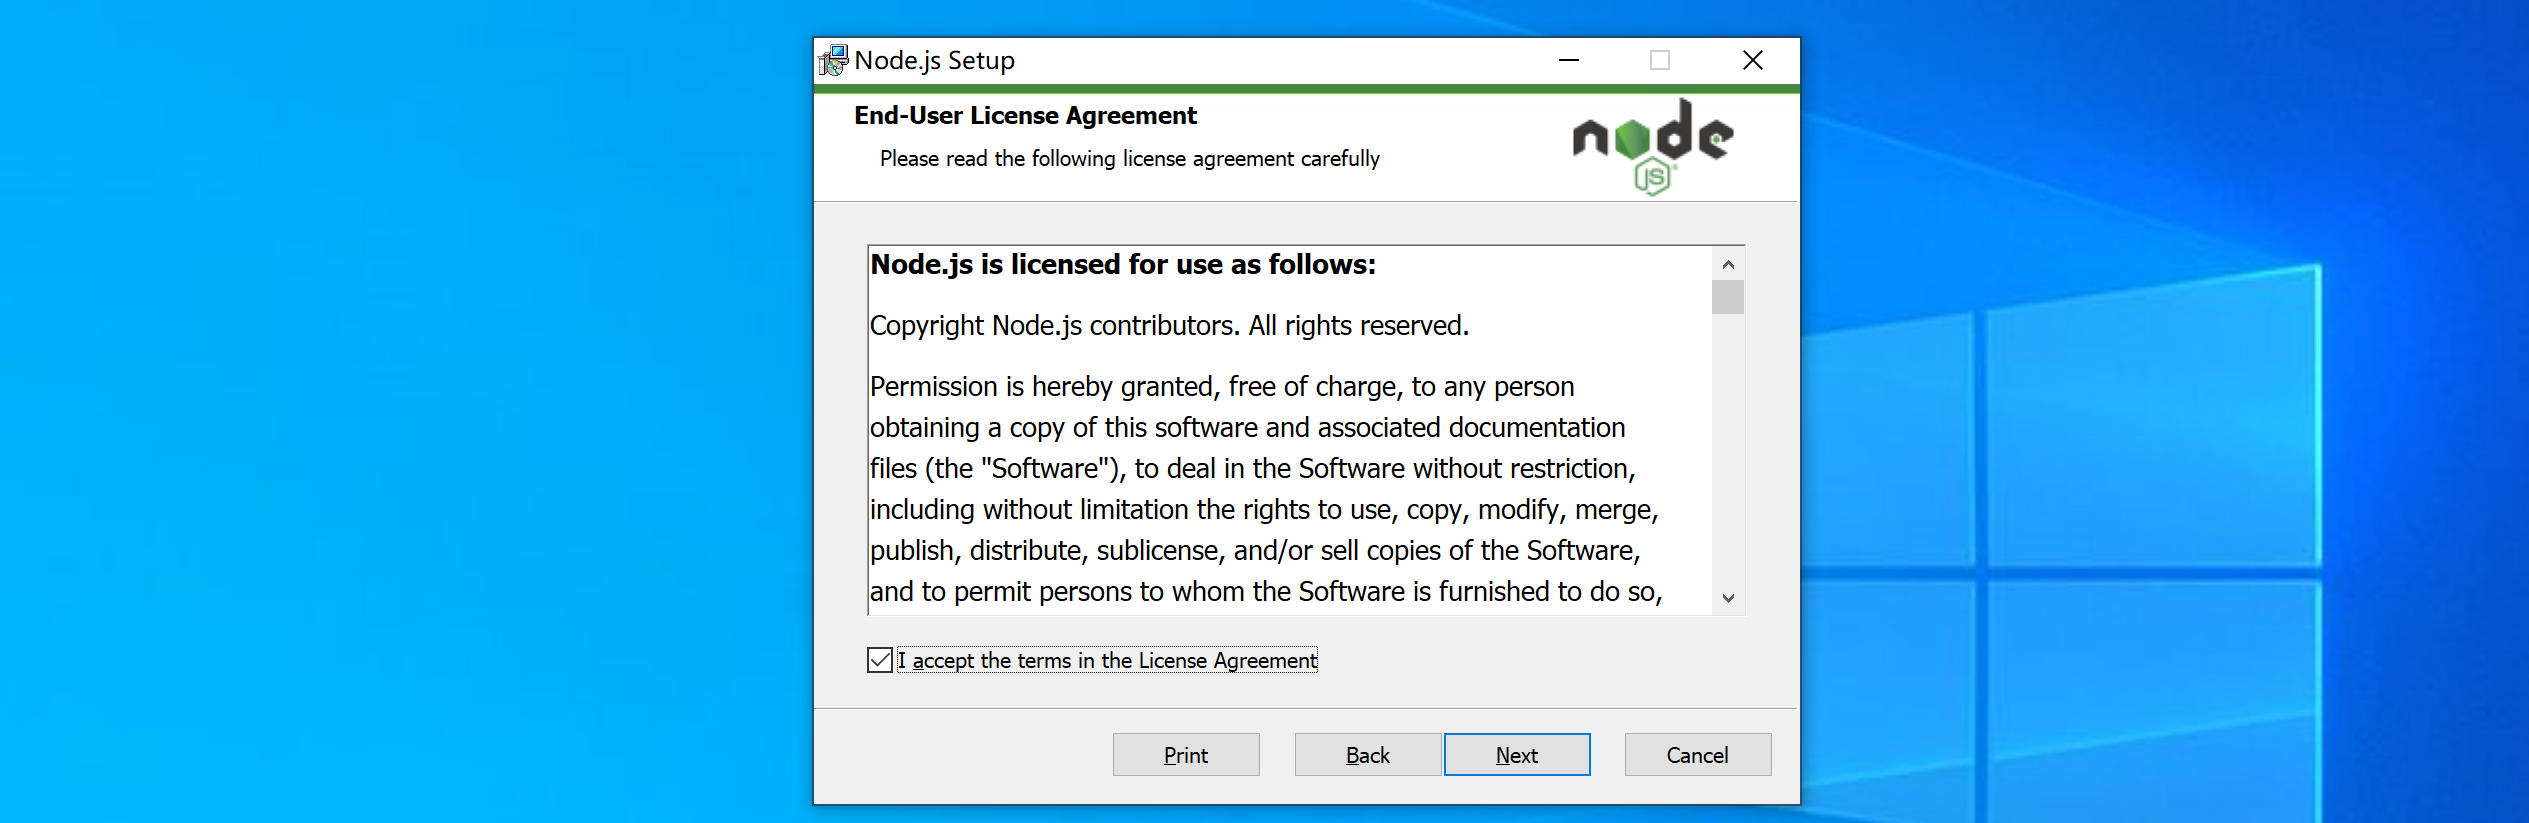 Node.js Setup
End-User License Agreement
Please read the following license agreement carefully
node
JS
Node.js is licensed for use as follows:
Copyright Node.js contributors. All rights reserved.
Permission is hereby granted, free of charge, to any person
obtaining a copy of this software and associated documentation
files (the "Software"), to deal in the Software without restriction,
including without limitation the rights to use, copy, modify, merge,
publish, distribute, sublicense, and/or sell copies of the Software,
and to permit persons to whom the Software is furnished to do so,
I accept the terms in the License Agreement
Print
Back
Next
Cancel